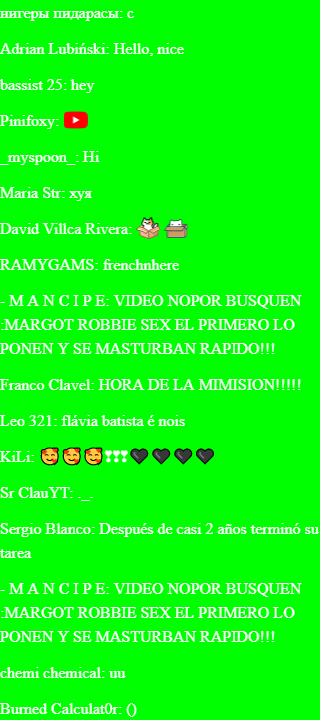 нигеры пидарасы: с
Adrian Lubiński: Hello, nice
bassist 25: hey
Pinifoxy:
_myspoon_: Hi
Maria Str: хуя
David Villca Rivera:
RAMYGAMS: frenchnhere
- M A N C I P E: VIDEO NOPOR BUSQUEN
:MARGOT ROBBIE SEX EL PRIMERO LO
PONEN Y SE MASTURBAN RAPIDO!!!
Franco Clavel: HORA DE LA MIMISION!!!!!
Leo 321: flávia batista é nois
KiLi: 🥰🥰🥰❣❣❣🖤🖤🖤🖤
Sr ClauYT: ._.
Sergio Blanco: Después de casi 2 años terminó su
tarea
- M A N C I P E: VIDEO NOPOR BUSQUEN
:MARGOT ROBBIE SEX EL PRIMERO LO
PONEN Y SE MASTURBAN RAPIDO!!!
chemi chemical: uu
Burned Calculat0r: ()